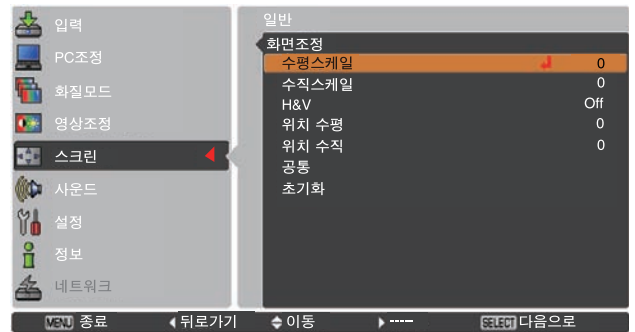 입력
PC조정
화질모드
영상조정
스크린
사운드
설정
정보
네트워크
일반
화면조정
수평스케일 0
수직스케일 0
H&V Off
위치 수평 0
위치 수직 0
공통
초기화
MENU 종료 뒤로가기 이동 ---- SELECT 다음으로